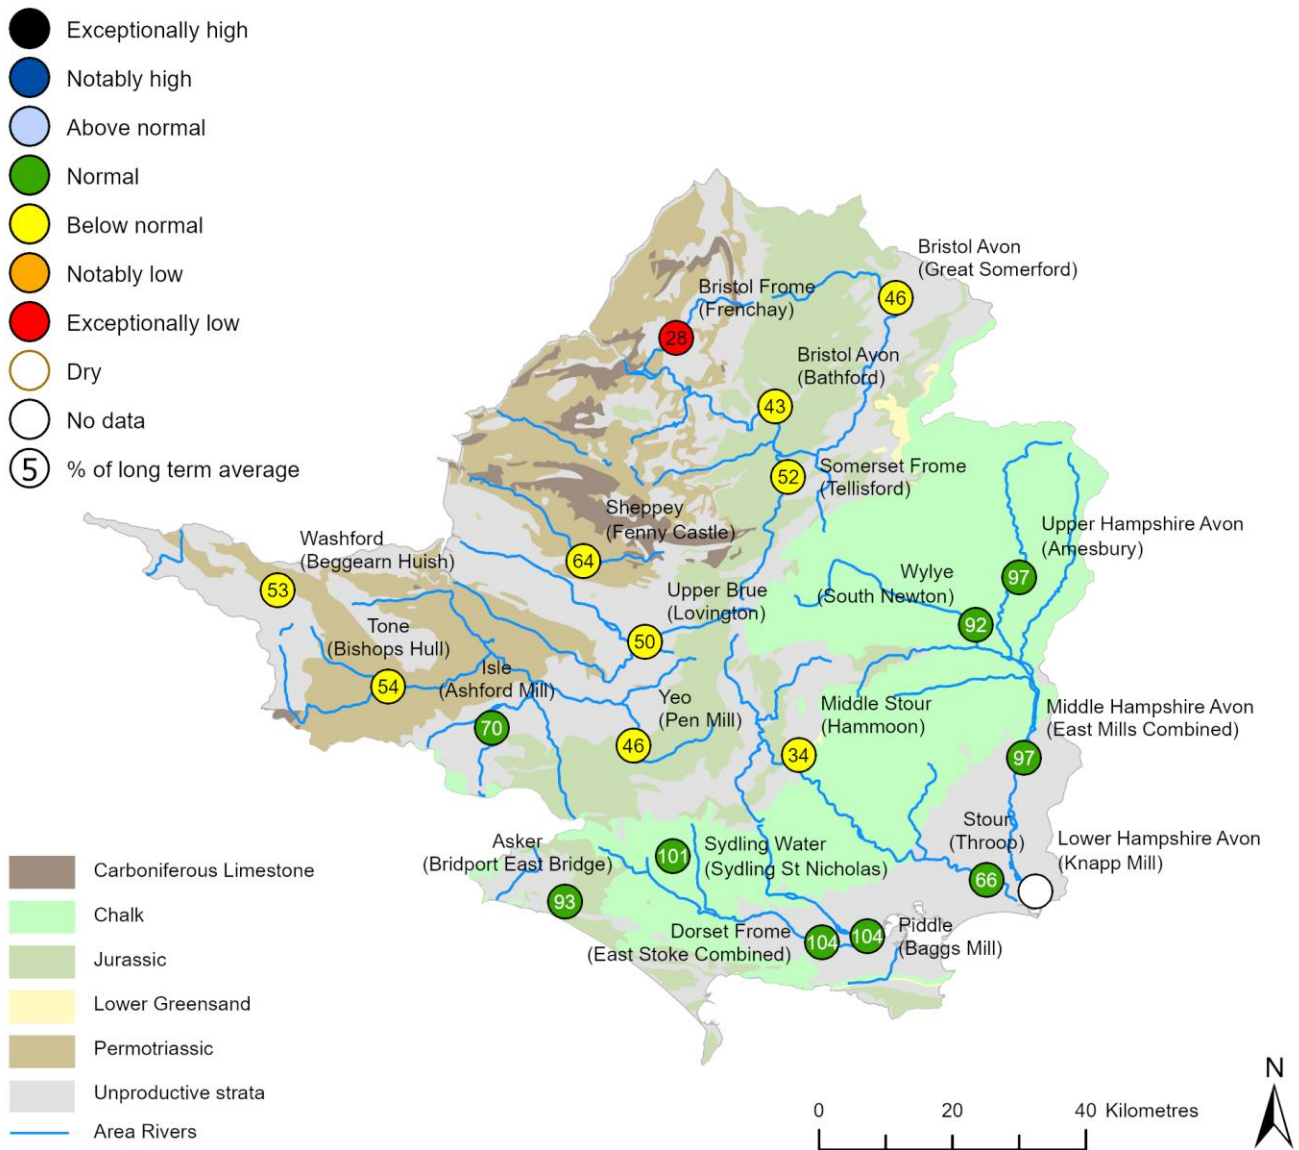 Exceptionally high
Notably high
Above normal
Normal
Below normal
Notably low
Exceptionally low
Dry
No data
5 % of long term average
Bristol Avon
(Great Somerford)
46
Bristol Frome
(Frenchay)
28
Bristol Avon
(Bathford)
43
Somerset Frome
(Tellisford)
52
Sheppey
(Fenny Castle)
64
Washford
(Beggearn Huish)
53
Upper Hampshire Avon
(Amesbury)
97
Wylye
(South Newton)
92
Upper Brue
(Lovington)
50
Tone
(Bishops Hull)
54
Isle
(Ashford Mill)
70
Yeo
(Pen Mill)
46
Middle Stour
(Hammoon)
34
Middle Hampshire Avon
(East Mills Combined)
97
Asker
(Bridport East Bridge)
93
Sydling Water
(Sydling St Nicholas)
101
Stour
(Throop)
66
Lower Hampshire Avon
(Knapp Mill)
Dorset Frome
(East Stoke Combined)
104
104
Piddle
(Baggs Mill)
Carboniferous Limestone
Chalk
Jurassic
Lower Greensand
Permotriassic
Unproductive strata
Area Rivers
0 20 40 Kilometres
N